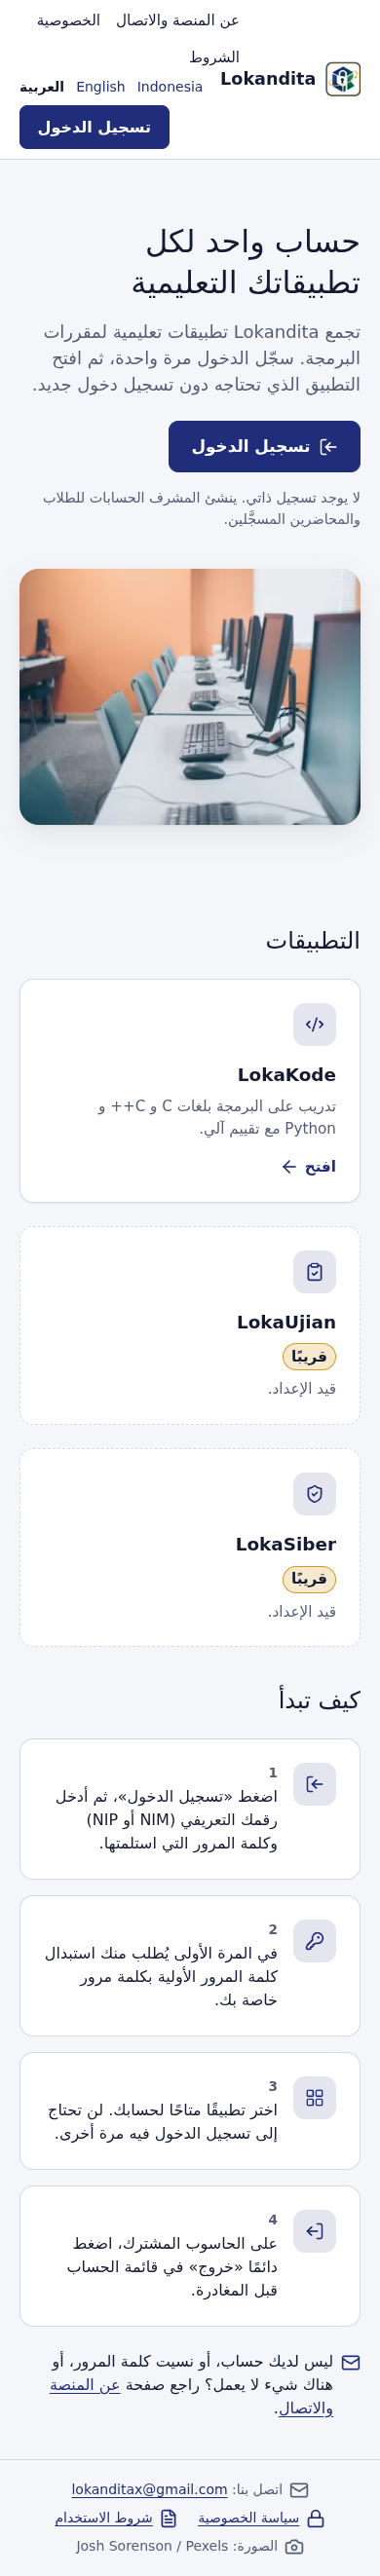 عن المنصة والاتصال الخصوصية
الشروط
Lokandita
العربية English Indonesia
تسجيل الدخول
حساب واحد لكل
تطبيقاتك التعليمية
تجمع Lokandita تطبيقات تعليمية لمقررات
البرمجة. سجّل الدخول مرة واحدة، ثم افتح
التطبيق الذي تحتاجه دون تسجيل دخول جديد.
تسجيل الدخول
لا يوجد تسجيل ذاتي. ينشئ المشرف الحسابات للطلاب
والمحاضرين المسجَّلين.
التطبيقات
LokaKode
تدريب على البرمجة بلغات C و C++ و
Python مع تقييم آلي.
افتح
LokaUjian
قريبًا
قيد الإعداد.
LokaSiber
قريبًا
قيد الإعداد.
كيف تبدأ
1
اضغط «تسجيل الدخول»، ثم أدخل
رقمك التعريفي (NIM أو NIP)
وكلمة المرور التي استلمتها.
2
في المرة الأولى يُطلب منك استبدال
كلمة المرور الأولية بكلمة مرور
خاصة بك.
3
اختر تطبيقًا متاحًا لحسابك. لن تحتاج
إلى تسجيل الدخول فيه مرة أخرى.
4
على الحاسوب المشترك، اضغط
دائمًا «خروج» في قائمة الحساب
قبل المغادرة.
ليس لديك حساب، أو نسيت كلمة المرور، أو
هناك شيء لا يعمل؟ راجع صفحة عن المنصة
والاتصال.
اتصل بنا: lokanditax@gmail.com
سياسة الخصوصية شروط الاستخدام
الصورة: Josh Sorenson / Pexels